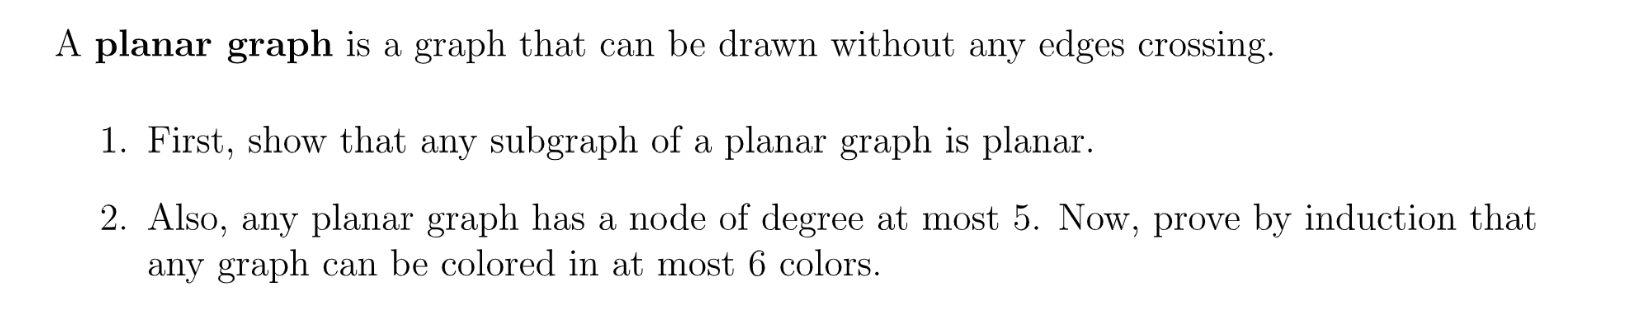 A planar graph is a graph that can be drawn without any edges crossing.
1. First, show that any subgraph of a planar graph is planar.
2. Also, any planar graph has a node of degree at most 5. Now, prove by induction that
any graph can be colored in at most 6 colors.